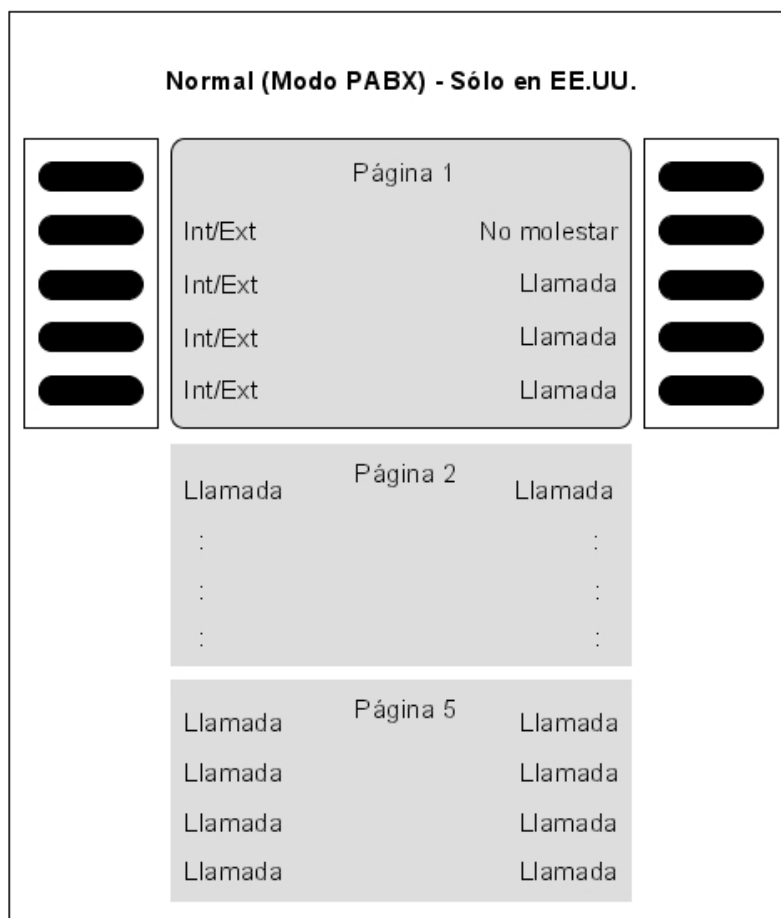 Normal (Modo PABX) - Sólo en EE.UU.
Página 1
Int/Ext No molestar
Int/Ext Llamada
Int/Ext Llamada
Int/Ext Llamada
Página 2
Llamada Llamada
: :
: :
: :
Página 5
Llamada Llamada
Llamada Llamada
Llamada Llamada
Llamada Llamada